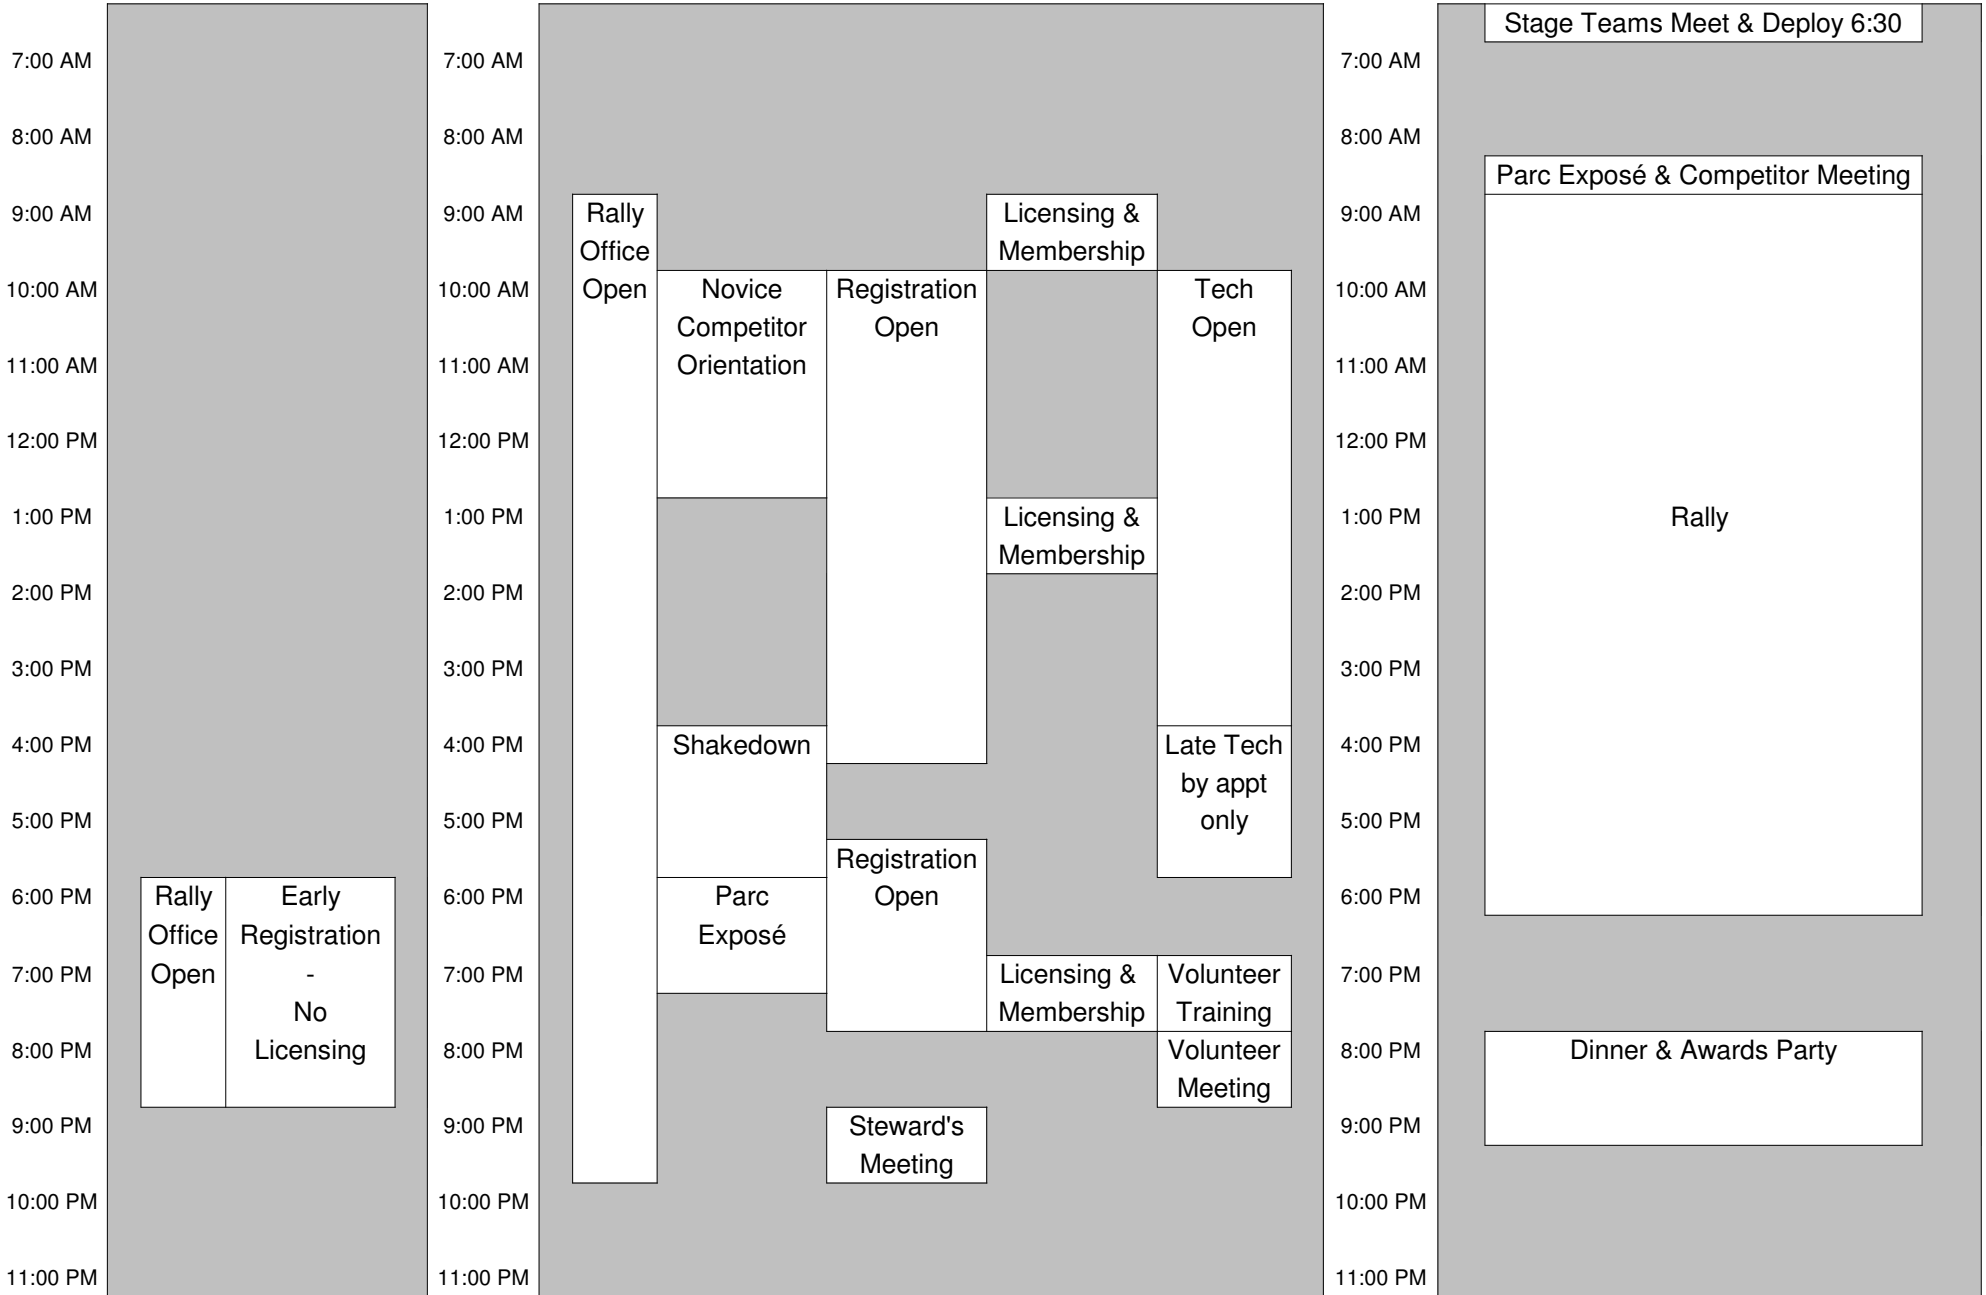 Stage Teams Meet & Deploy 6:30
7:00 AM 7:00 AM 7:00 AM
8:00 AM 8:00 AM 8:00 AM
Parc Exposé & Competitor Meeting
9:00 AM 9:00 AM Rally Licensing & 9:00 AM
Office Membership
10:00 AM 10:00 AM Open Novice Registration Tech 10:00 AM
Competitor Open Open
11:00 AM 11:00 AM Orientation 11:00 AM
12:00 PM 12:00 PM 12:00 PM
1:00 PM 1:00 PM Licensing & 1:00 PM Rally
Membership
2:00 PM 2:00 PM 2:00 PM
3:00 PM 3:00 PM 3:00 PM
4:00 PM 4:00 PM Shakedown Late Tech 4:00 PM
by appt
5:00 PM 5:00 PM only 5:00 PM
Registration
6:00 PM Rally Early 6:00 PM Parc Open 6:00 PM
Office Registration Exposé
7:00 PM Open - 7:00 PM Licensing & Volunteer 7:00 PM
No Membership Training
8:00 PM Licensing 8:00 PM Volunteer 8:00 PM Dinner & Awards Party
Meeting
9:00 PM 9:00 PM Steward's 9:00 PM
Meeting
10:00 PM 10:00 PM 10:00 PM
11:00 PM 11:00 PM 11:00 PM